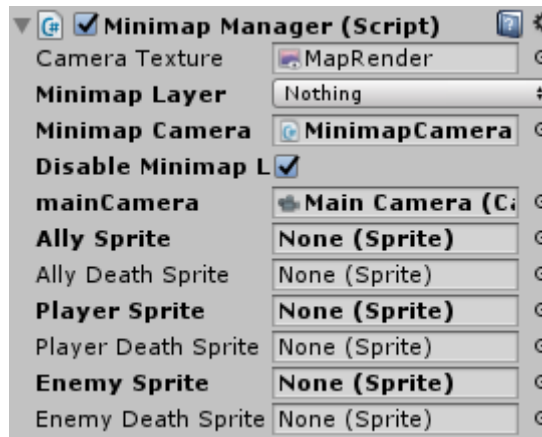 Minimap Manager (Script)
Camera Texture MapRender
Minimap Layer Nothing
Minimap Camera MinimapCamera
Disable Minimap L
mainCamera Main Camera (Ca
Ally Sprite None (Sprite)
Ally Death Sprite None (Sprite)
Player Sprite None (Sprite)
Player Death Sprite None (Sprite)
Enemy Sprite None (Sprite)
Enemy Death Sprite None (Sprite)